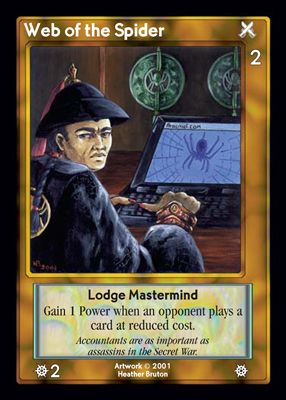 Web of the Spider
2
Lodge Mastermind
Gain 1 Power when an opponent plays a
card at reduced cost.
Accountants are as important as
assassins in the Secret War.
2
Artwork © 2001
Heather Bruton